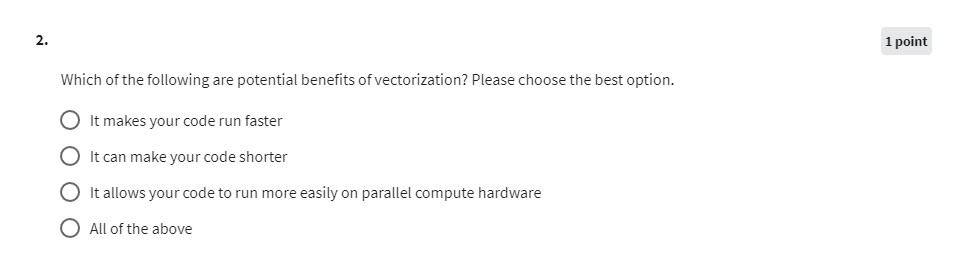 2.
1 point
Which of the following are potential benefits of vectorization? Please choose the best option.
It makes your code run faster
It can make your code shorter
It allows your code to run more easily on parallel compute hardware
All of the above